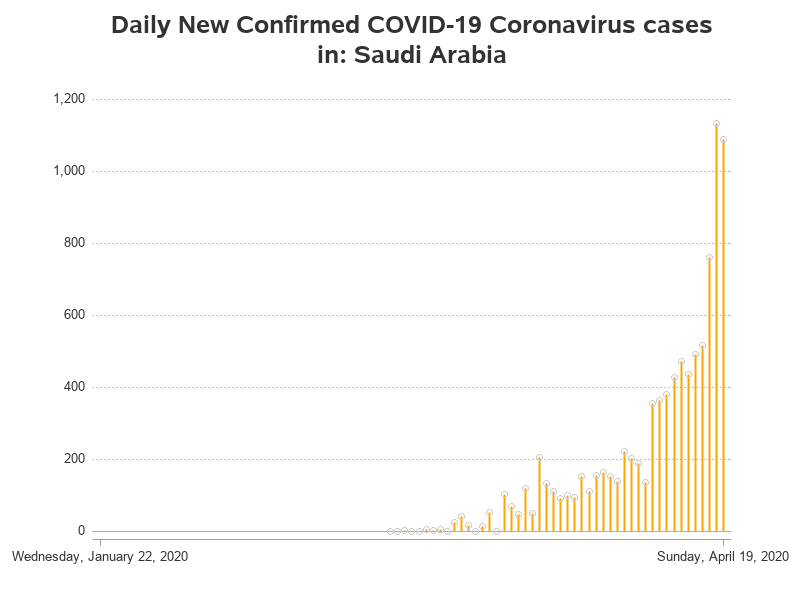 Daily New Confirmed COVID-19 Coronavirus cases
in: Saudi Arabia
1,200
1,000
800
600
400
200
0
Wednesday, January 22, 2020
Sunday, April 19, 2020